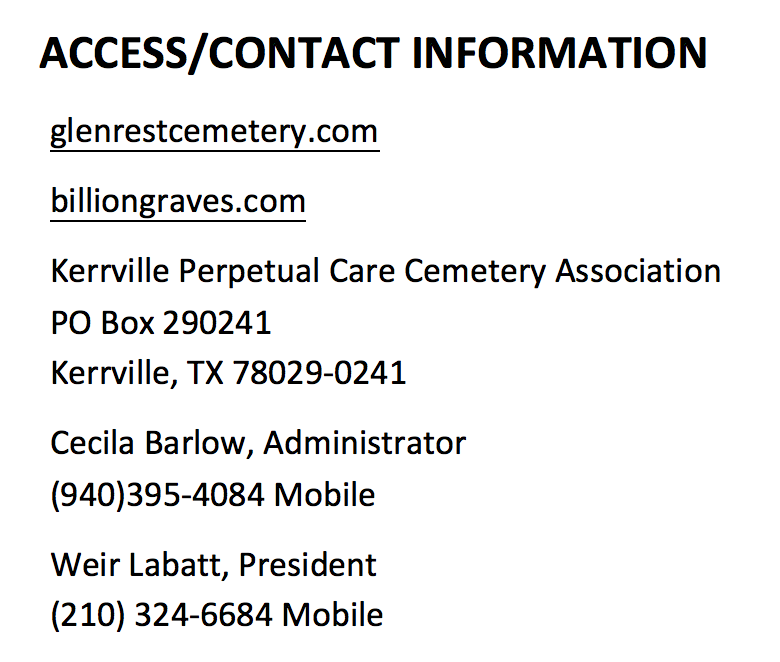 ACCESS/CONTACT INFORMATION
glenrestcemetery.com
billiongraves.com
Kerrville Perpetual Care Cemetery Association
PO Box 290241
Kerrville, TX 78029-0241
Cecila Barlow, Administrator
(940)395-4084 Mobile
Weir Labatt, President
(210) 324-6684 Mobile